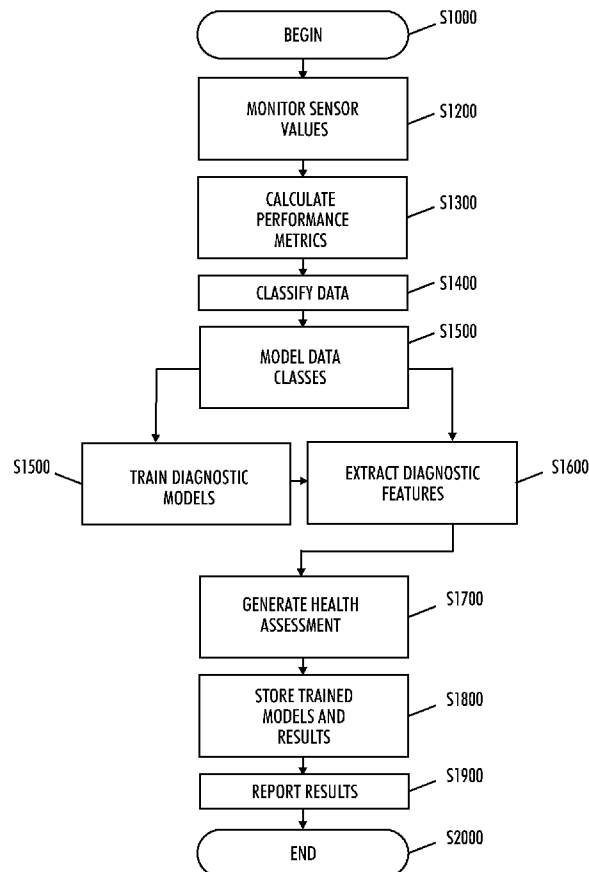 BEGIN
S1000
MONITOR SENSOR
VALUES
S1200
CALCULATE
PERFORMANCE
METRICS
S1300
CLASSIFY DATA
S1400
MODEL DATA
CLASSES
S1500
S1500
TRAIN DIAGNOSTIC
MODELS
EXTRACT DIAGNOSTIC
FEATURES
S1600
GENERATE HEALTH
ASSESSMENT
S1700
STORE TRAINED
MODELS AND
RESULTS
S1800
REPORT RESULTS
S1900
END
S2000